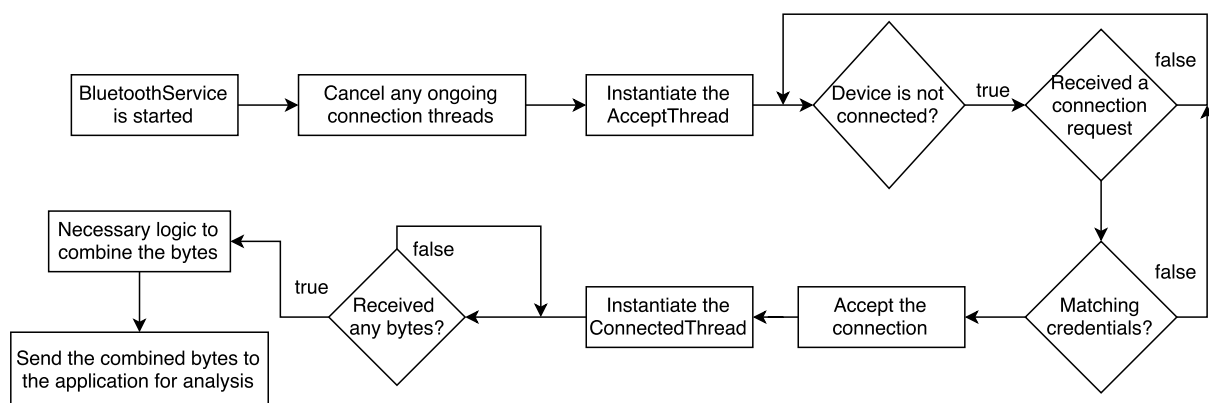 BluetoothService
is started
Cancel any ongoing
connection threads
Instantiate the
AcceptThread
Device is not
connected?
true
Received a
connection
request
false
Necessary logic to
combine the bytes
true
false
Received
any bytes?
Instantiate the
ConnectedThread
Accept the
connection
Matching
credentials?
false
Send the combined bytes to
the application for analysis